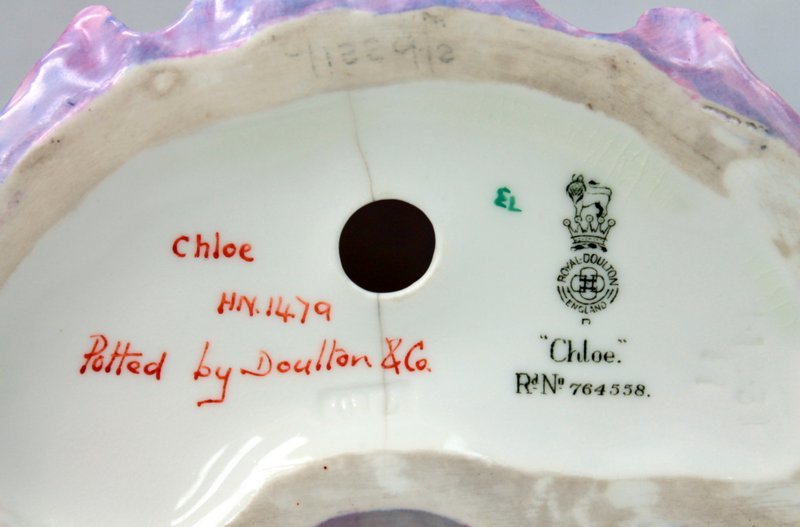 Chloe
HN.1479
Potted by Doulton & Co.
EL
ROYAL-DOULTON
ENGLAND
"Chloe."
Rd No 764558.